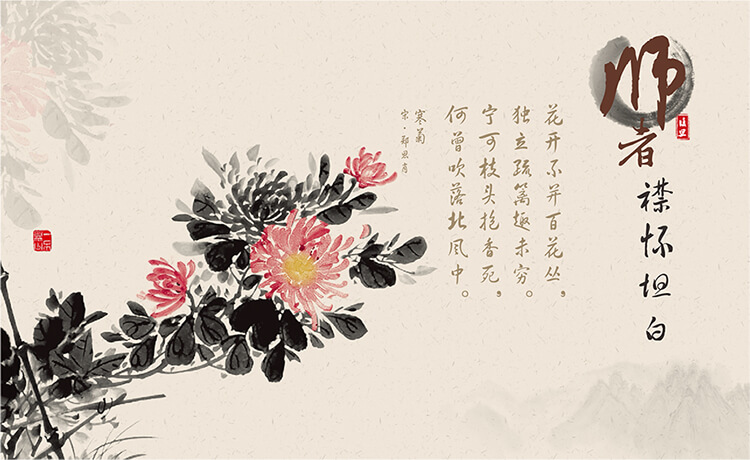 师者
襟怀坦白
花开不并百花丛，
独立疏篱趣未穷。
宁可枝头抱香死，
何曾吹落北风中。
寒菊
宋·郑思肖